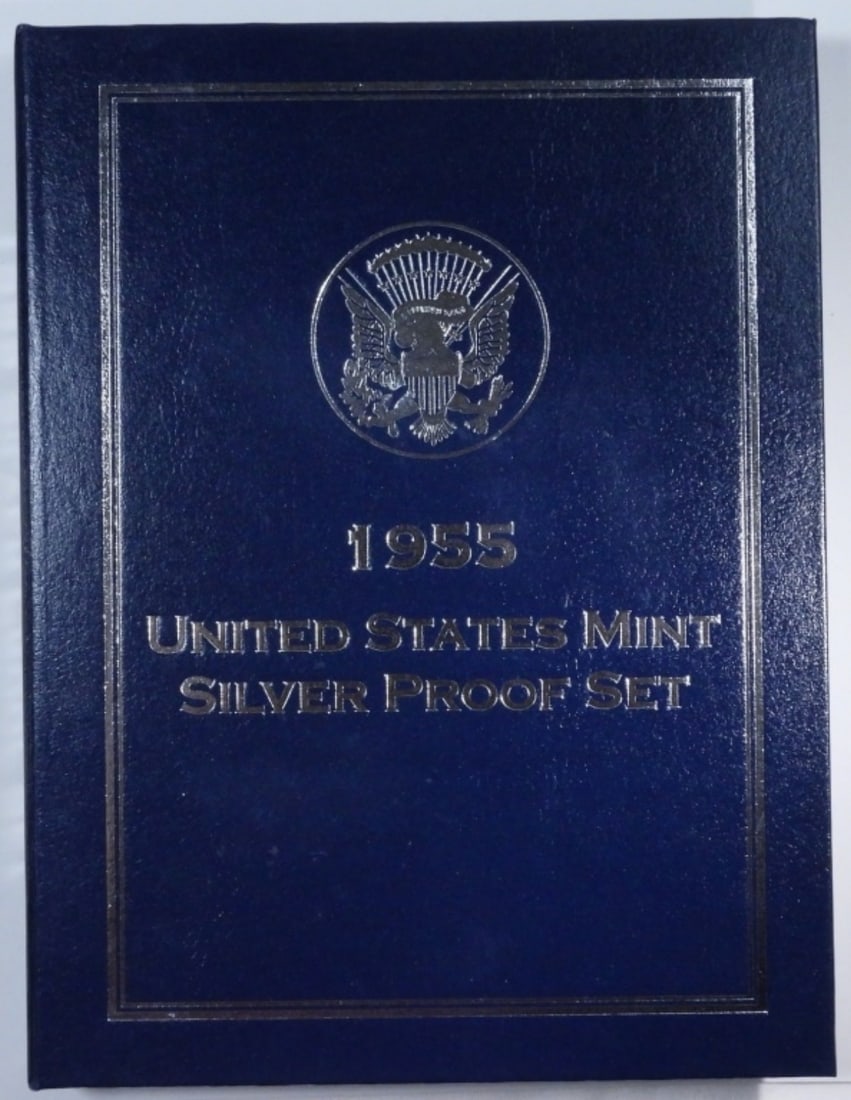 1955
UNITED STATES MINT
SILVER PROOF SET